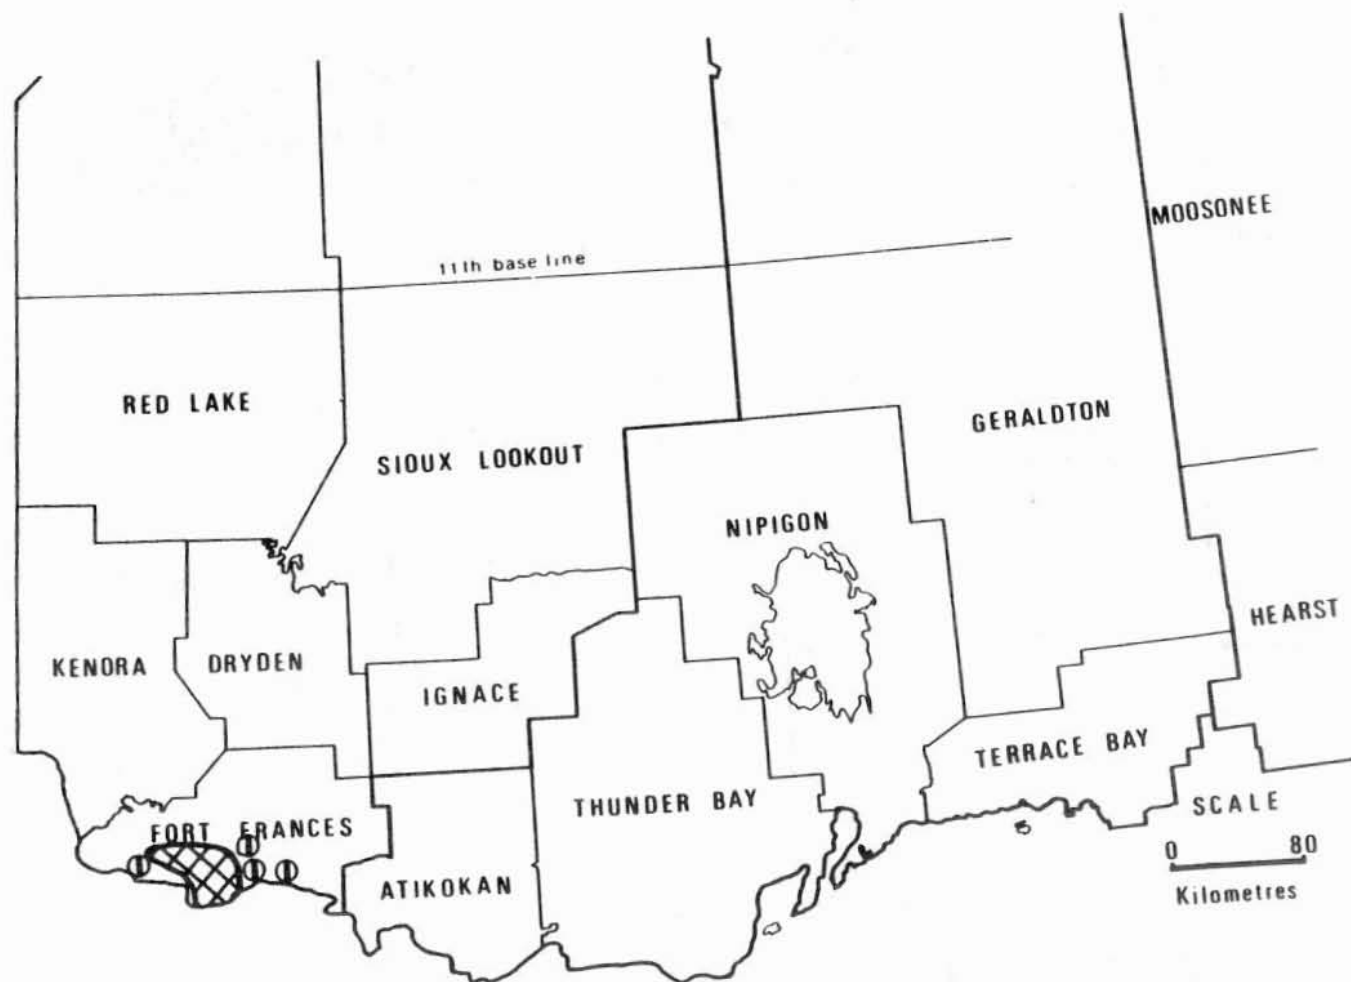 MOOSONEE
11th base line
RED LAKE
GERALDTON
SIOUX LOOKOUT
NIPIGON
HEARST
KENORA
DRYDEN
IGNACE
TERRACE BAY
THUNDER BAY
SCALE
FORT FRANCES
0 80
ATIKOKAN
Kilometres